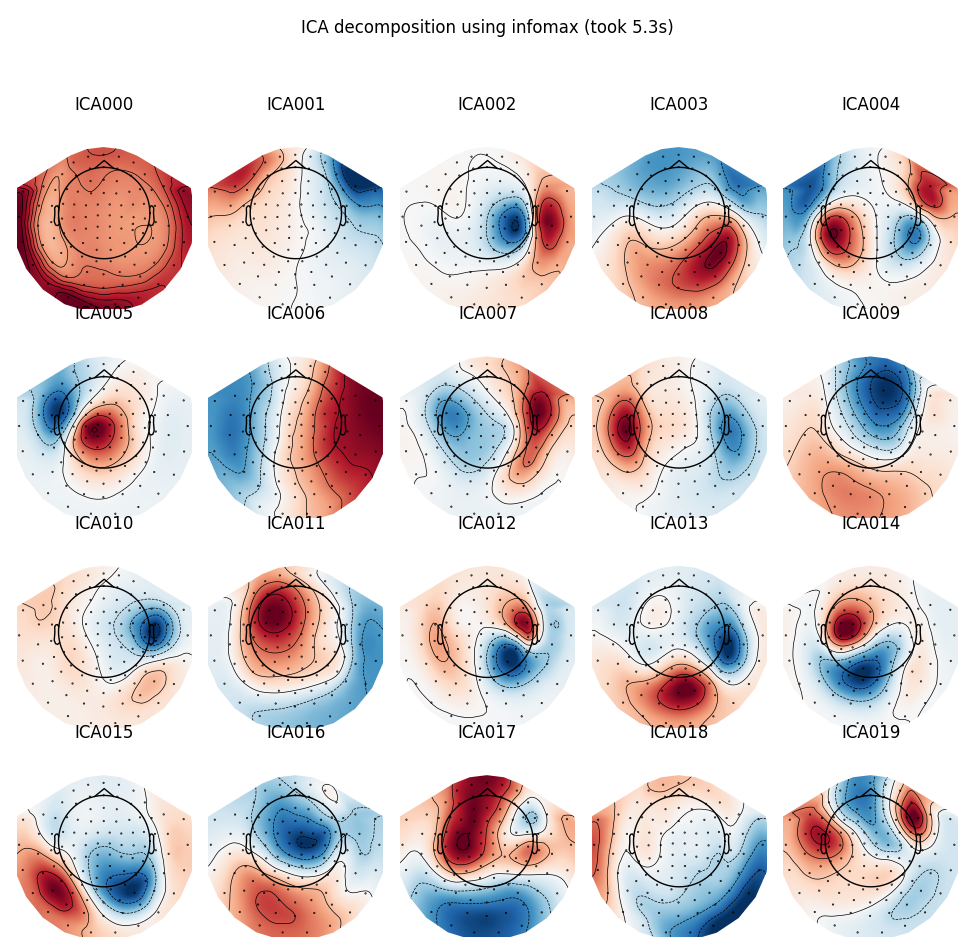 ICA decomposition using infomax (took 5.3s)
ICA000 ICA001 ICA002 ICA003 ICA004
ICA005 ICA006 ICA007 ICA008 ICA009
ICA010 ICA011 ICA012 ICA013 ICA014
ICA015 ICA016 ICA017 ICA018 ICA019